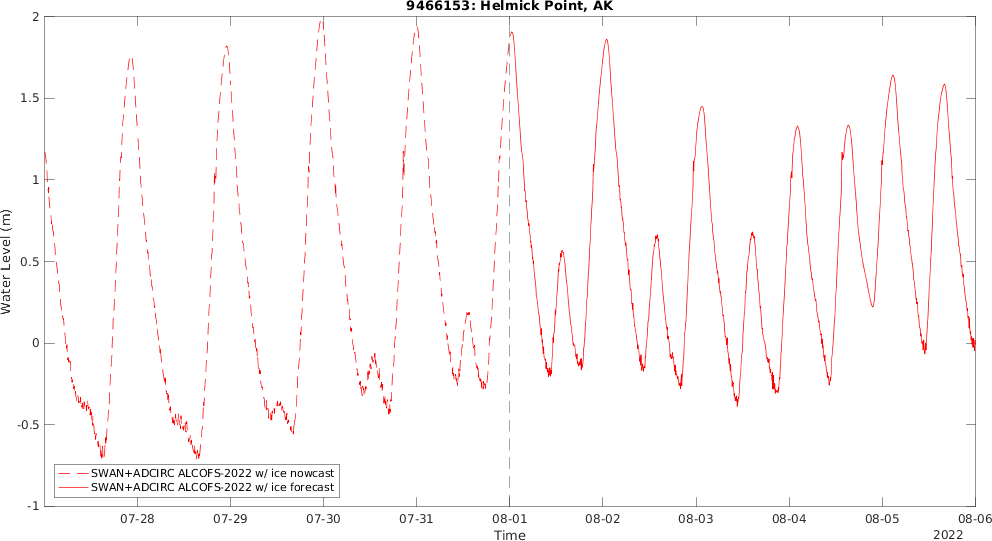 9466153: Helmick Point, AK
2
1.5
1
0.5
0
-0.5
-1
Water Level (m)
SWAN+ADCIRC ALCOFS-2022 w/ ice nowcast
SWAN+ADCIRC ALCOFS-2022 w/ ice forecast
07-28 07-29 07-30 07-31 08-01 08-02 08-03 08-04 08-05 08-06
Time
2022